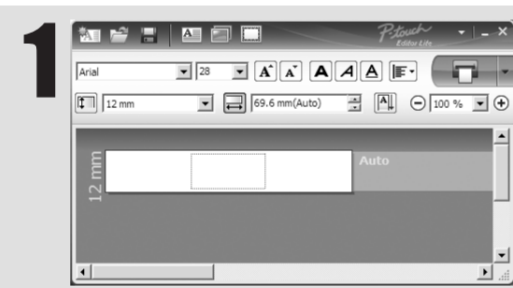 1
P-touch
Editor Lite
Arial
28
A A A A A
12 mm
69.6 mm(Auto)
A
100 %
12 mm
Auto